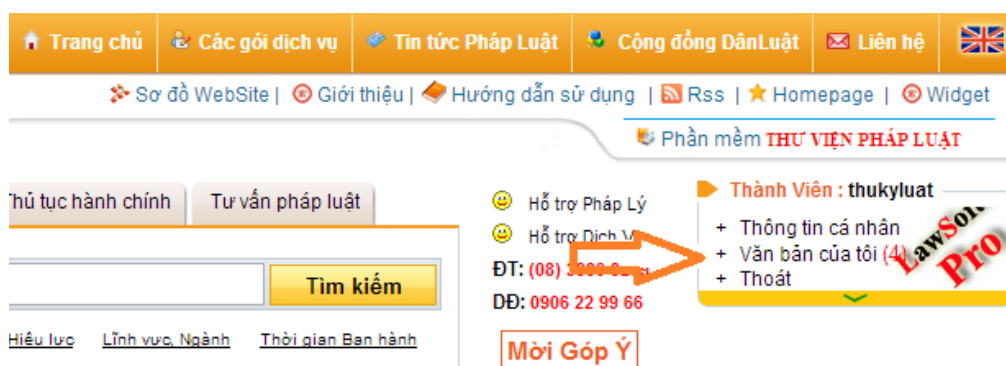 Trang chủ Các gói dịch vụ Tin tức Pháp Luật Cộng đồng DânLuật Liên hệ
Sơ đồ WebSite | Giới thiệu | Hướng dẫn sử dụng | Rss | Homepage | Widget
Phần mềm THƯ VIỆN PHÁP LUẬT
Thủ tục hành chính Tư vấn pháp luật
Hỗ trợ Pháp Lý
Hỗ trợ Dịch
ĐT: (08)
DĐ: 0906 22 99 66
Mời Góp Ý
Thành Viên : thukyluat
+ Thông tin cá nhân
+ Văn bản của tôi (4)
+ Thoát
LawSoft Pro
Tìm kiếm
Hiệu lực Lĩnh vực, Ngành Thời gian Ban hành